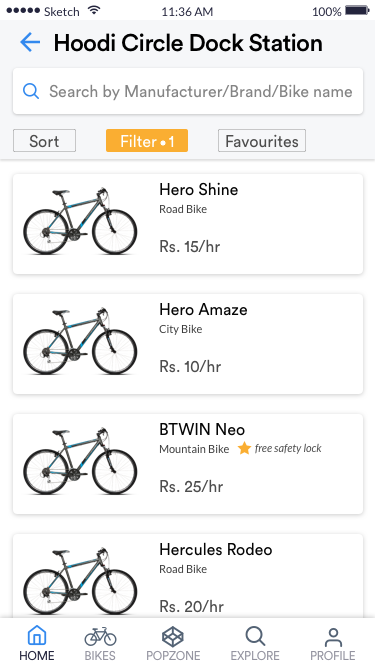 Sketch 11:36 AM 100%
Hoodi Circle Dock Station
Search by Manufacturer/Brand/Bike name
Sort Filter • 1 Favourites
Hero Shine
Road Bike
Rs. 15/hr
Hero Amaze
City Bike
Rs. 10/hr
BTWIN Neo
Mountain Bike free safety lock
Rs. 25/hr
Hercules Rodeo
Road Bike
Rs. 20/hr
HOME BIKES POPZONE EXPLORE PROFILE